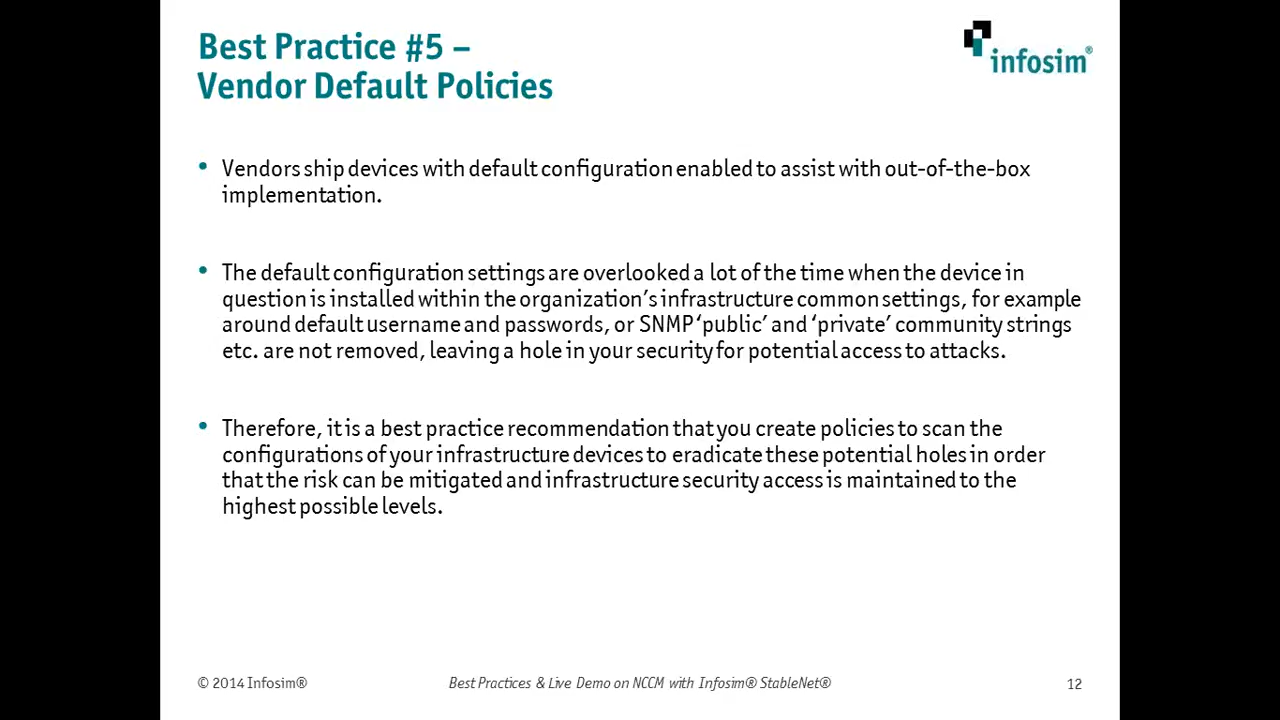 Best Practice #5 –
Vendor Default Policies
infosim®
• Vendors ship devices with default configuration enabled to assist with out-of-the-box
implementation.
• The default configuration settings are overlooked a lot of the time when the device in
question is installed within the organization’s infrastructure common settings, for example
around default username and passwords, or SNMP ‘public’ and ‘private’ community strings
etc. are not removed, leaving a hole in your security for potential access to attacks.
• Therefore, it is a best practice recommendation that you create policies to scan the
configurations of your infrastructure devices to eradicate these potential holes in order
that the risk can be mitigated and infrastructure security access is maintained to the
highest possible levels.
© 2014 Infosim®
Best Practices & Live Demo on NCCM with Infosim® StableNet®
12